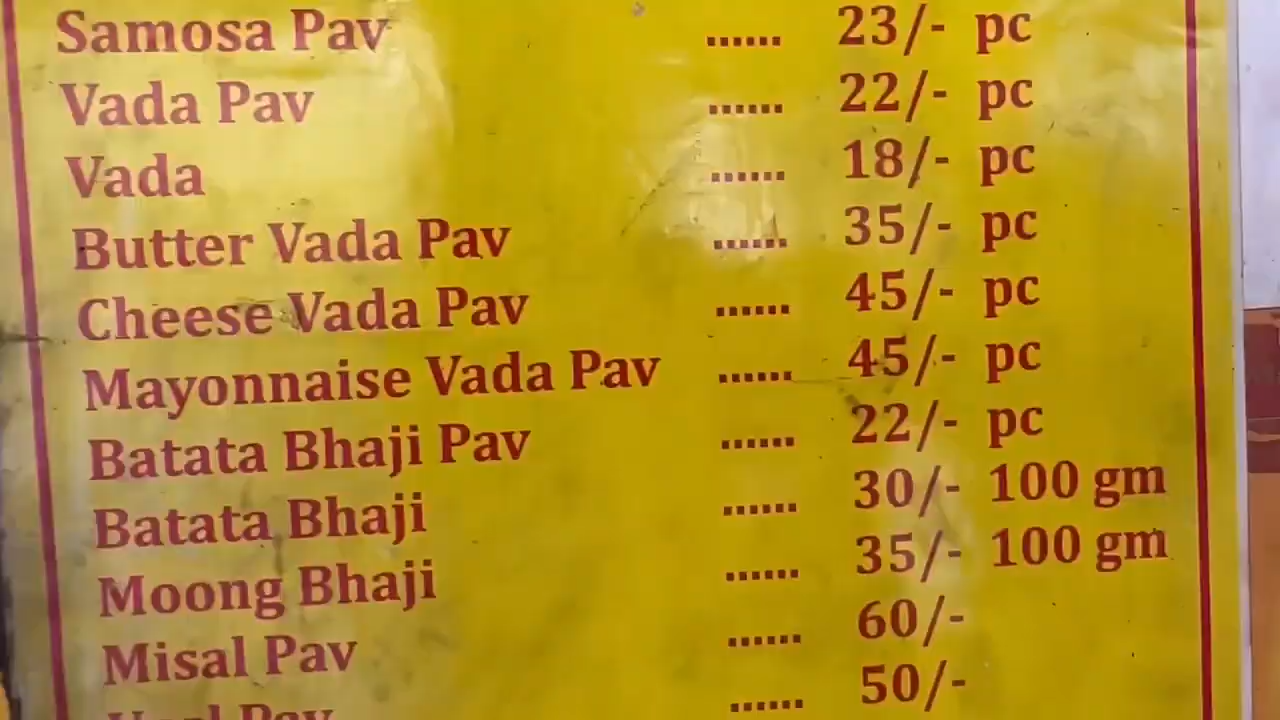 Samosa Pav ...... 23/- pc
Vada Pav ...... 22/- pc
Vada ...... 18/- pc
Butter Vada Pav ...... 35/- pc
Cheese Vada Pav ...... 45/- pc
Mayonnaise Vada Pav ...... 45/- pc
Batata Bhaji Pav ...... 22/- pc
Batata Bhaji ...... 30/- 100 gm
Moong Bhaji ...... 35/- 100 gm
Misal Pav ...... 60/-
Pav ...... 50/-